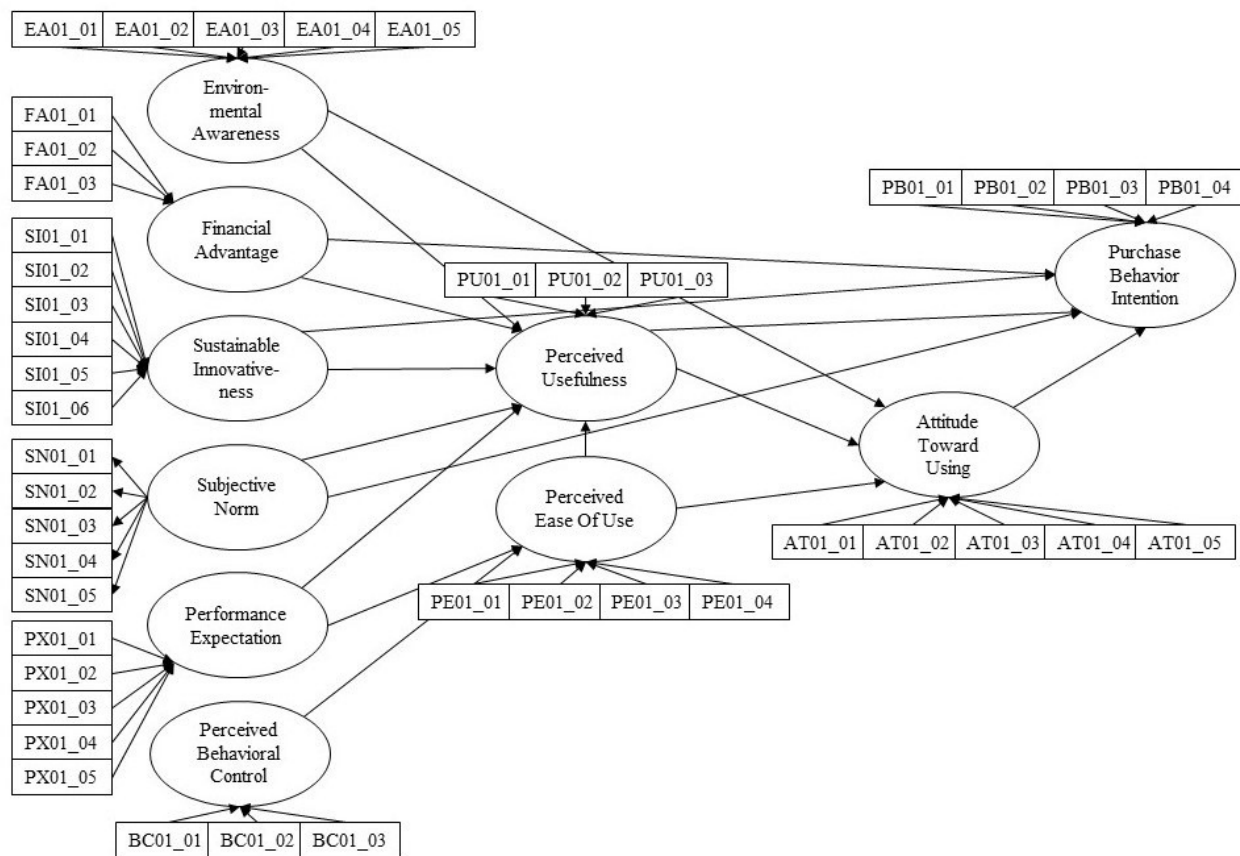 EA01_01 EA01_02 EA01_03 EA01_04 EA01_05
Environ-
mental
Awareness
FA01_01
FA01_02
FA01_03
Financial
Advantage
PB01_01 PB01_02 PB01_03 PB01_04
Purchase
Behavior
Intention
SI01_01
SI01_02
SI01_03
SI01_04
SI01_05
SI01_06
Sustainable
Innovative-
ness
PU01_01 PU01_02 PU01_03
Perceived
Usefulness
Attitude
Toward
Using
SN01_01
SN01_02
SN01_03
SN01_04
SN01_05
Subjective
Norm
Perceived
Ease Of Use
AT01_01 AT01_02 AT01_03 AT01_04 AT01_05
PE01_01 PE01_02 PE01_03 PE01_04
Performance
Expectation
PX01_01
PX01_02
PX01_03
PX01_04
PX01_05
Perceived
Behavioral
Control
BC01_01 BC01_02 BC01_03